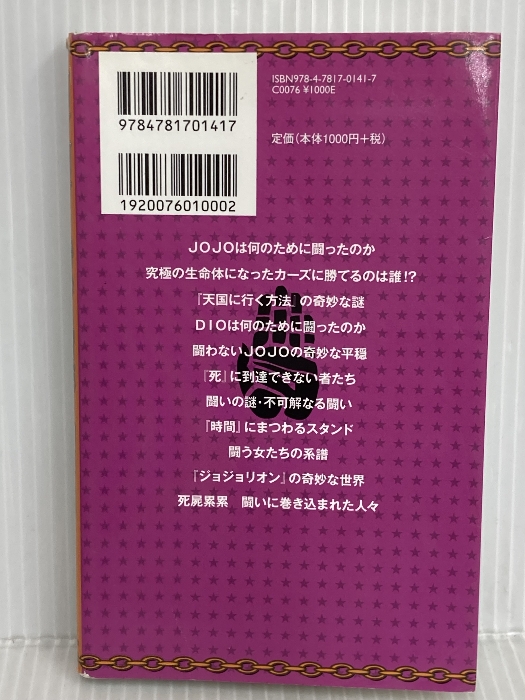 ISBN978-4-7817-0141-7
C0076 ¥1000E
9784781701417
定価(本体1000円+税)
1920076010002
JOJOは何のために闘ったのか
究極の生命体になったカーズに勝てるのは誰!?
『天国に行く方法』の奇妙な謎
DIOは何のために闘ったのか
闘わないJOJOの奇妙な平穏
『死』に到達できない者たち
闘いの謎・不可解なる闘い
『時間』にまつわるスタンド
闘う女たちの系譜
『ジョジョリオン』の奇妙な世界
死屍累累 闘いに巻き込まれた人々